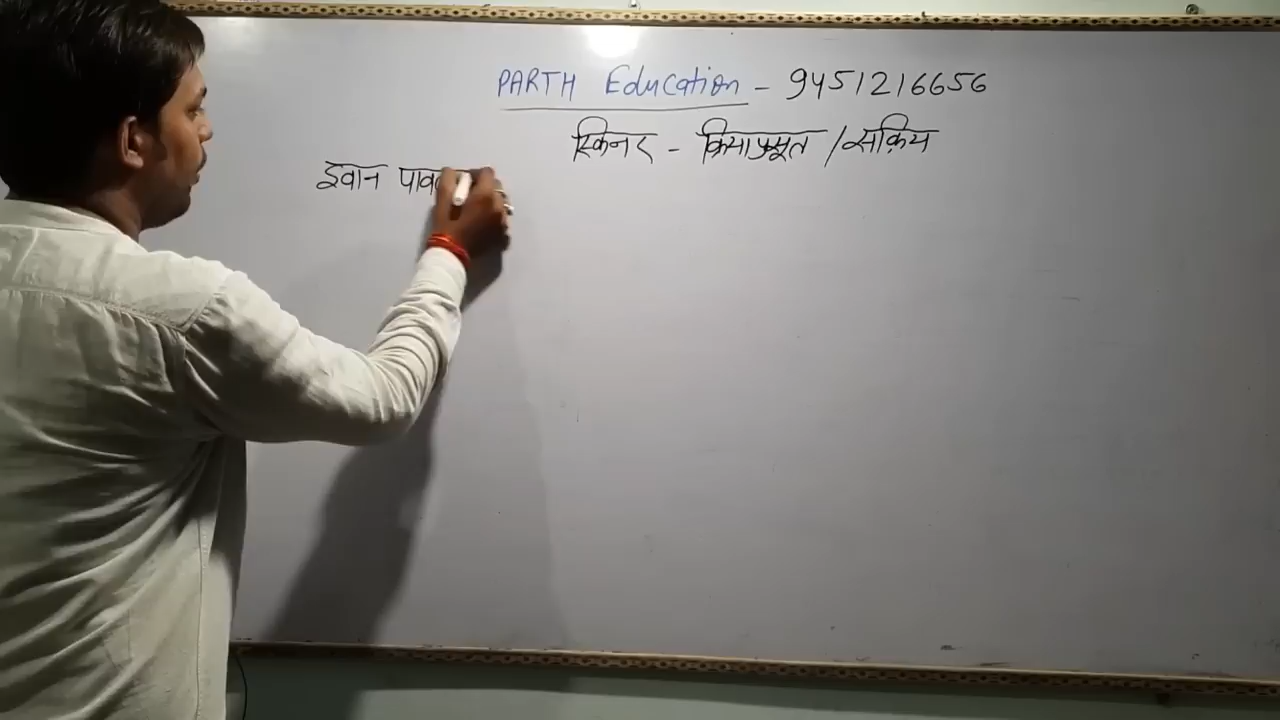 PARTH Education - 9451216656
स्किनर - क्रियाप्रसूत / सक्रिय
इवान